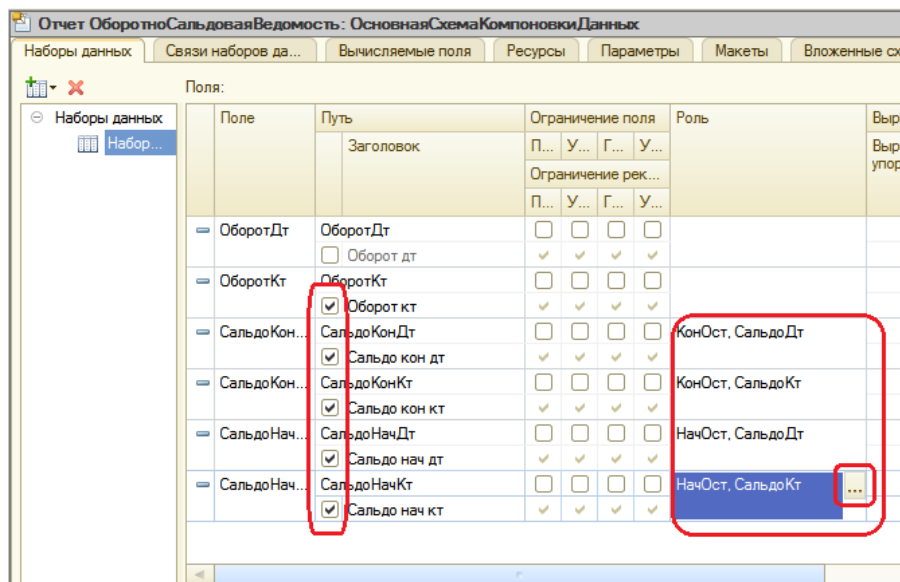 Отчет ОборотноСальдоваяВедомость: ОсновнаяСхемаКомпоновкиДанных
Наборы данных Связи наборов да... Вычисляемые поля Ресурсы Параметры Макеты Вложенные сх
Поля:
Наборы данных
Набор...
Поле Путь Ограничение поля Роль Выр
Заголовок П... У... Г... У... Выр
упор
Ограничение рек...
П... У... Г... У...
ОборотДт ОборотДт
Оборот дт
ОборотКт ОборотКт
Оборот кт
СальдоКон... СальдоКонДт КонОст, СальдоДт
Сальдо кон дт
СальдоКон... СальдоКонКт КонОст, СальдоКт
Сальдо кон кт
СальдоНач... СальдоНачДт НачОст, СальдоДт
Сальдо нач дт
СальдоНач... СальдоНачКт НачОст, СальдоКт ...
Сальдо нач кт